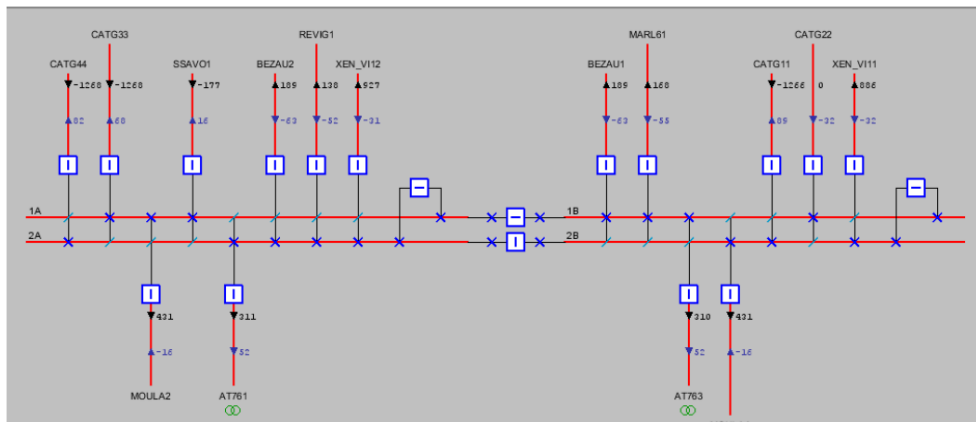 CATG33 REVIG1 MARL61 CATG22
CATG44 SSAVO1 BEZAU2 XEN_VI12 BEZAU1 CATG11 XEN_VI11
-1268 -1268 -177 189 138 927 189 168 -1266 0 886
82 68 16 -63 -52 -31 -63 -55 89 -32 -32
1A 1B
2A 2B
431 311 310 431
-16 52 52 -16
MOULA2 AT761 AT763